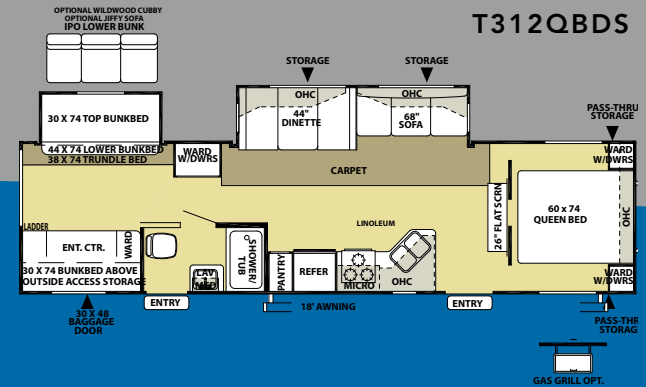 OPTIONAL WILDWOOD CUBBY
OPTIONAL JIFFY SOFA
IPO LOWER BUNK
T312QBDS
STORAGE
STORAGE
OHC
OHC
44"
DINETTE
68"
SOFA
PASS-THRU
STORAGE
30 X 74 TOP BUNKBED
44 X 74 LOWER BUNKBED
38 X 74 TRUNDLE BED
WARD
W/DWRS
WARD
W/DWRS
CARPET
60 x 74
QUEEN BED
OHC
26" FLAT SCRN
LINOLEUM
LADDER
ENT. CTR.
WARD
30 X 74 BUNKBED ABOVE
OUTSIDE ACCESS STORAGE
LAV
MED
SHOWER/
TUB
PANTRY
REFER
MICRO
OHC
WARD
W/DWRS
ENTRY
18' AWNING
ENTRY
30 X 48
BAGGAGE
DOOR
PASS-THR
STORAG
GAS GRILL OPT.